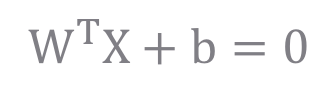 WᵀX + b = 0